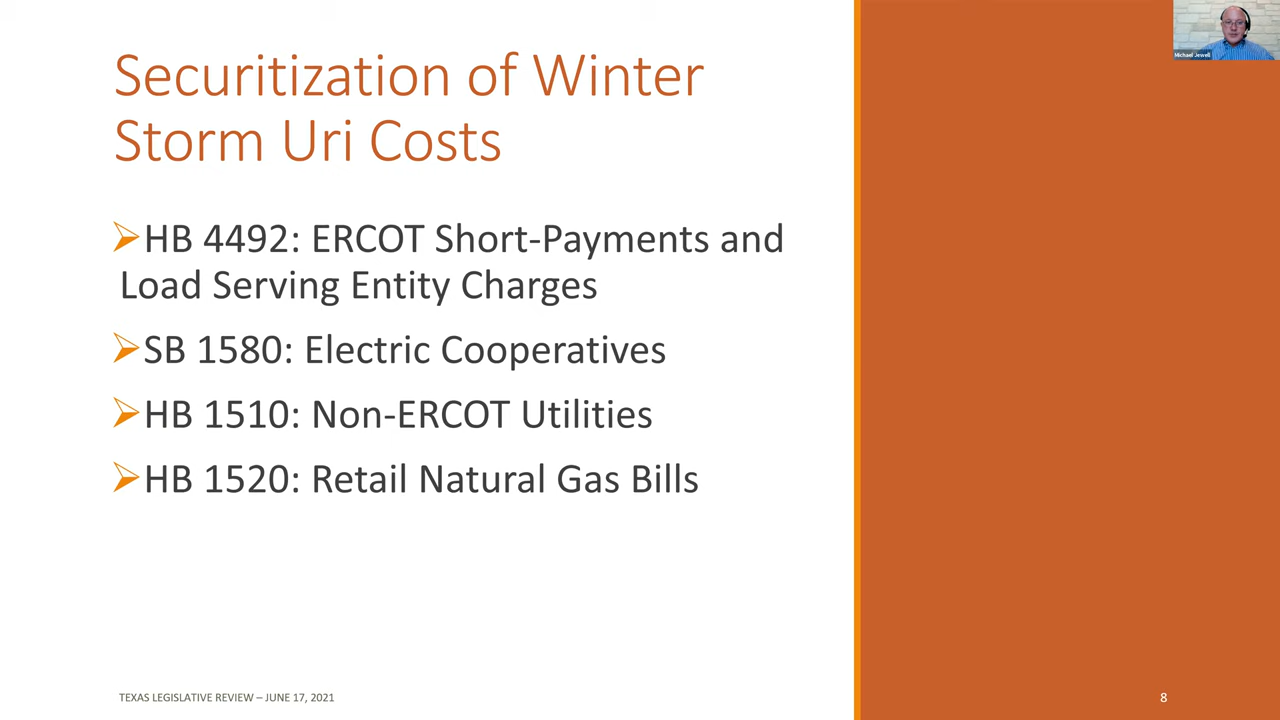 Securitization of Winter
Storm Uri Costs
HB 4492: ERCOT Short-Payments and
Load Serving Entity Charges
SB 1580: Electric Cooperatives
HB 1510: Non-ERCOT Utilities
HB 1520: Retail Natural Gas Bills
TEXAS LEGISLATIVE REVIEW – JUNE 17, 2021
8
Michael Jewell